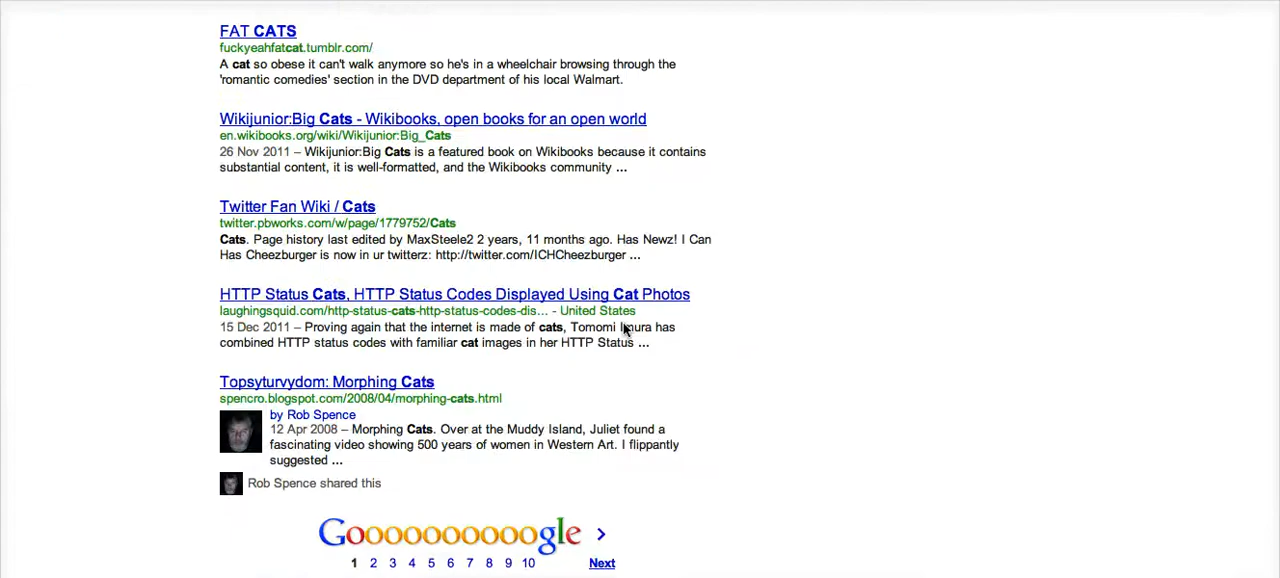 FAT CATS
fuckyeahfatcat.tumblr.com/
A cat so obese it can't walk anymore so he's in a wheelchair browsing through the
'romantic comedies' section in the DVD department of his local Walmart.
Wikijunior:Big Cats - Wikibooks, open books for an open world
en.wikibooks.org/wiki/Wikijunior:Big_Cats
26 Nov 2011 – Wikijunior:Big Cats is a featured book on Wikibooks because it contains
substantial content, it is well-formatted, and the Wikibooks community ...
Twitter Fan Wiki / Cats
twitter.pbworks.com/w/page/1779752/Cats
Cats. Page history last edited by MaxSteele2 2 years, 11 months ago. Has Newz! I Can
Has Cheezburger is now in ur twitterz: http://twitter.com/ICHCheezburger ...
HTTP Status Cats, HTTP Status Codes Displayed Using Cat Photos
laughingsquid.com/http-status-cats-http-status-codes-dis... - United States
15 Dec 2011 – Proving again that the internet is made of cats, Tomomi Imura has
combined HTTP status codes with familiar cat images in her HTTP Status ...
Topsyturvydom: Morphing Cats
spencro.blogspot.com/2008/04/morphing-cats.html
by Rob Spence
12 Apr 2008 – Morphing Cats. Over at the Muddy Island, Juliet found a
fascinating video showing 500 years of women in Western Art. I flippantly
suggested ...
Rob Spence shared this
Goooooooooogle >
1 2 3 4 5 6 7 8 9 10 Next